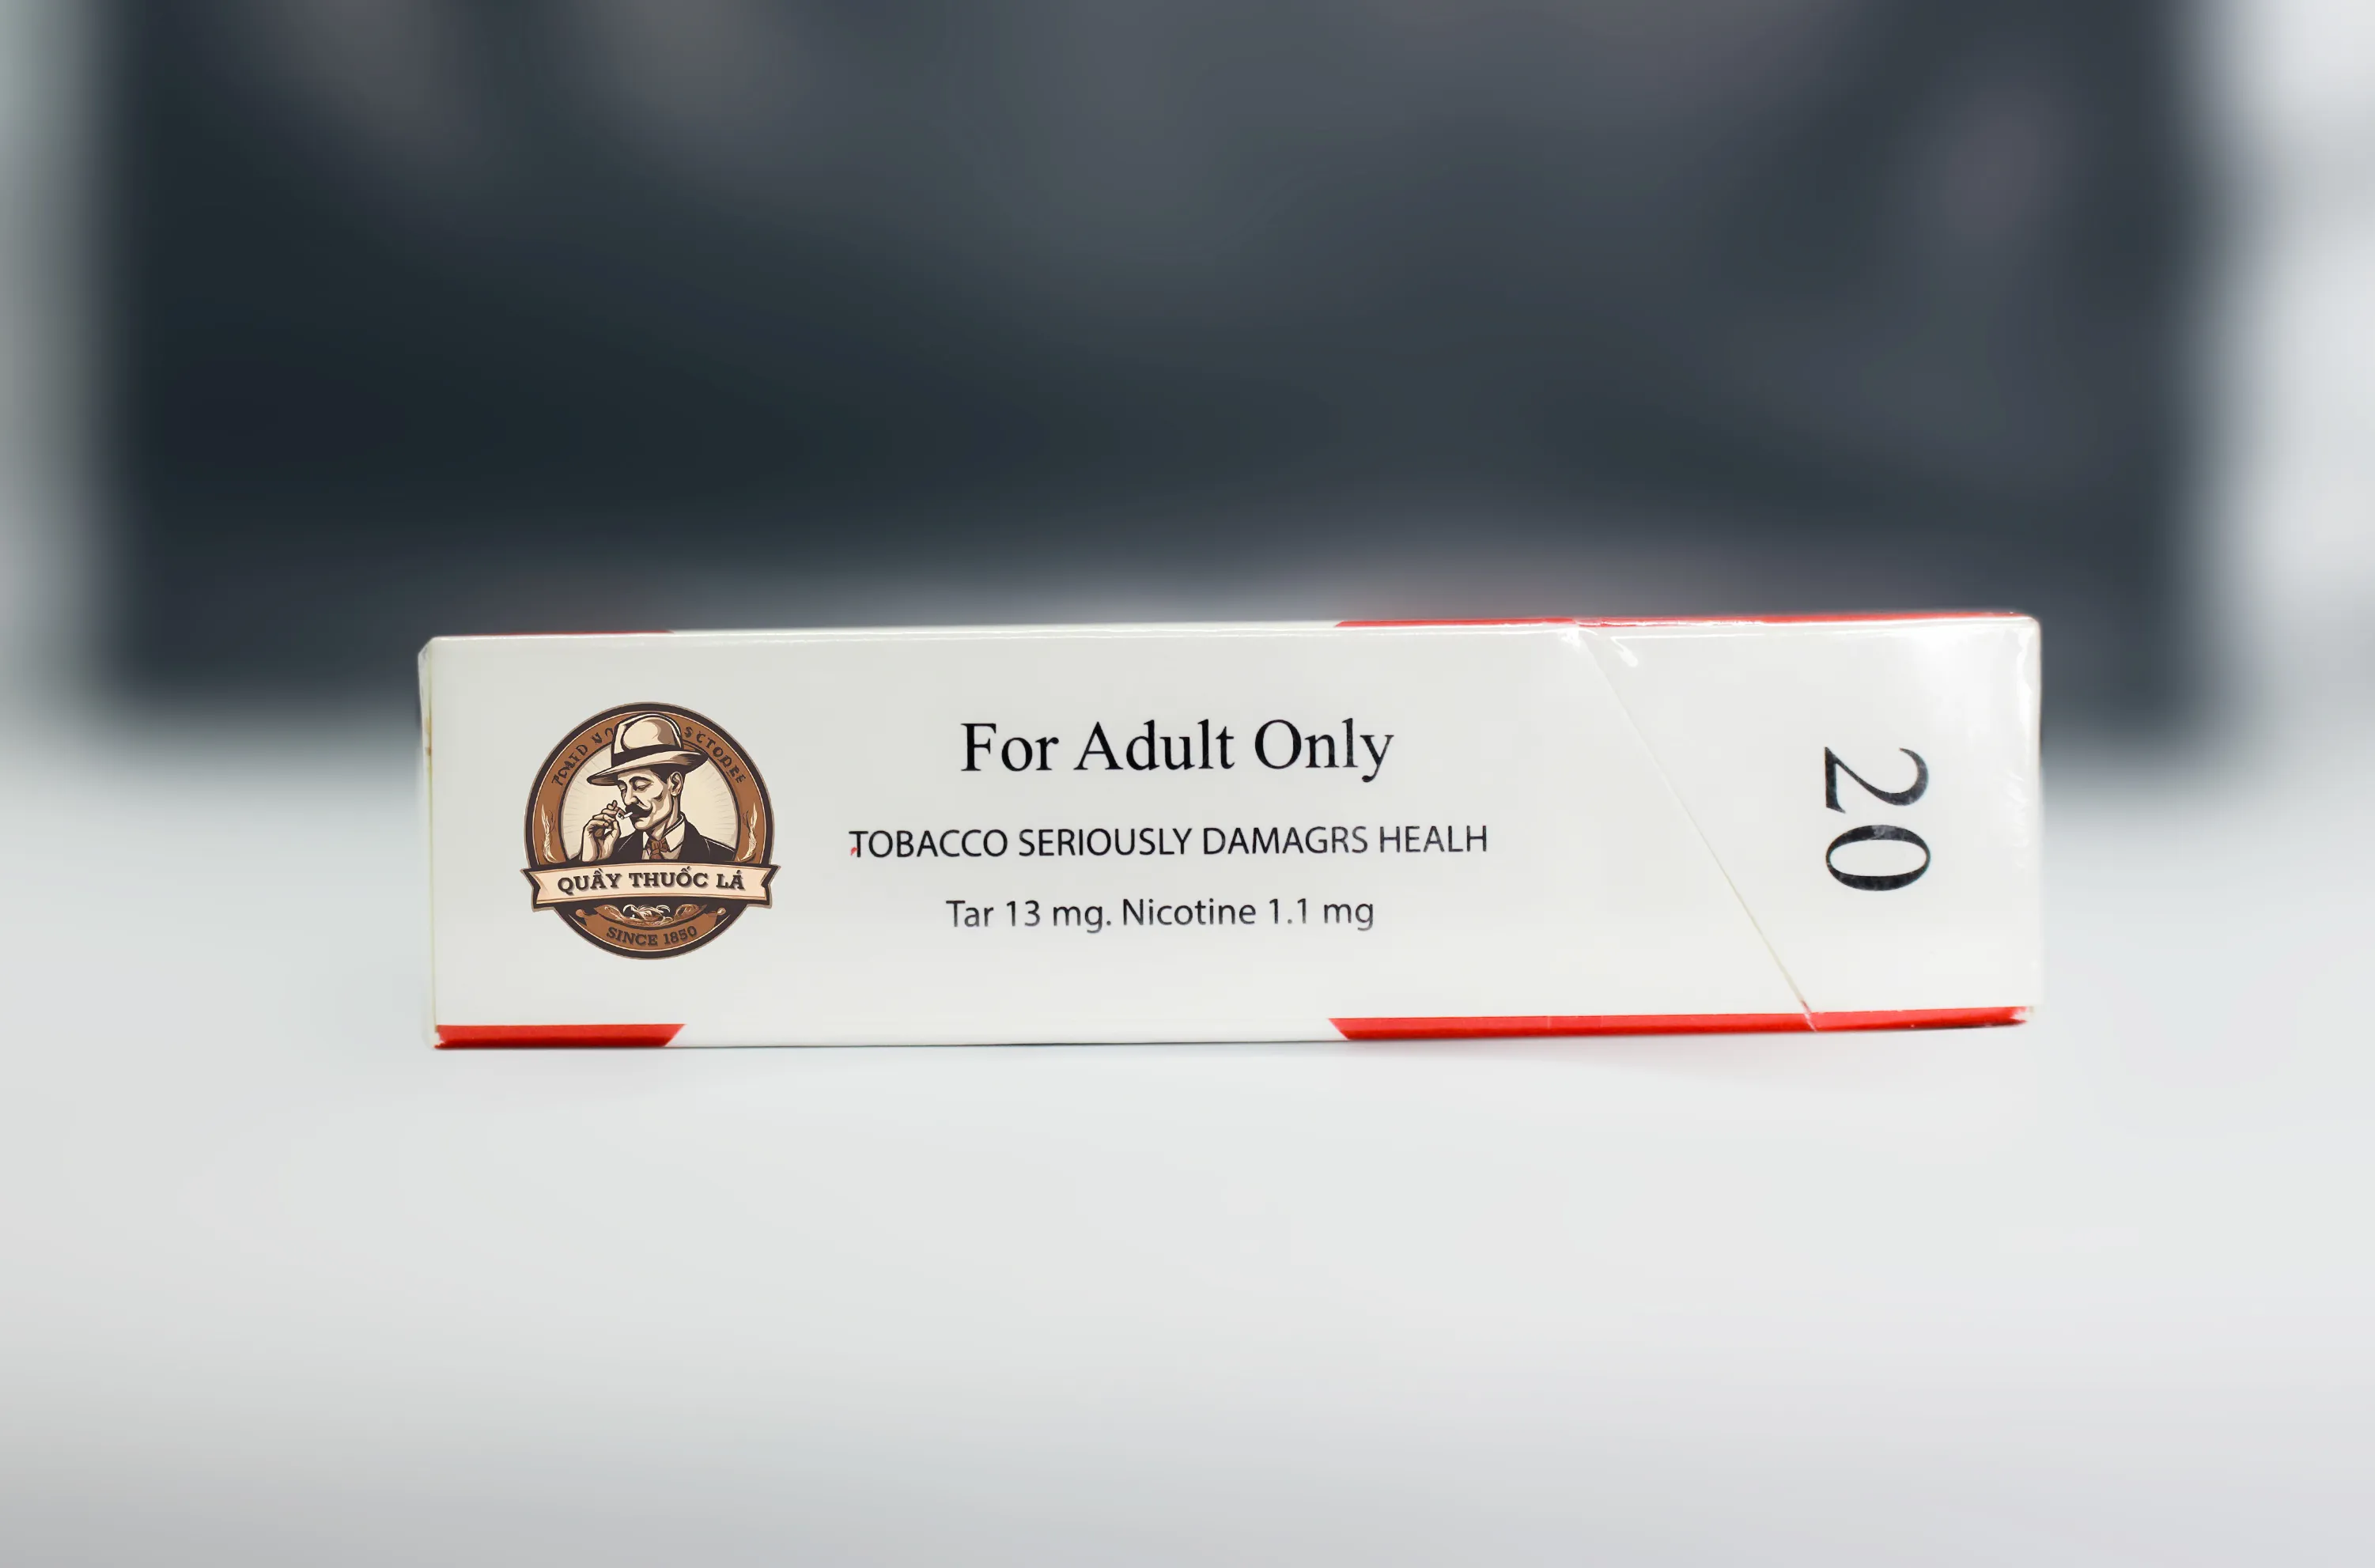 QUẦY THUỐC LÁ
SINCE 1850
For Adult Only
TOBACCO SERIOUSLY DAMAGRS HEALH
Tar 13 mg. Nicotine 1.1 mg
20